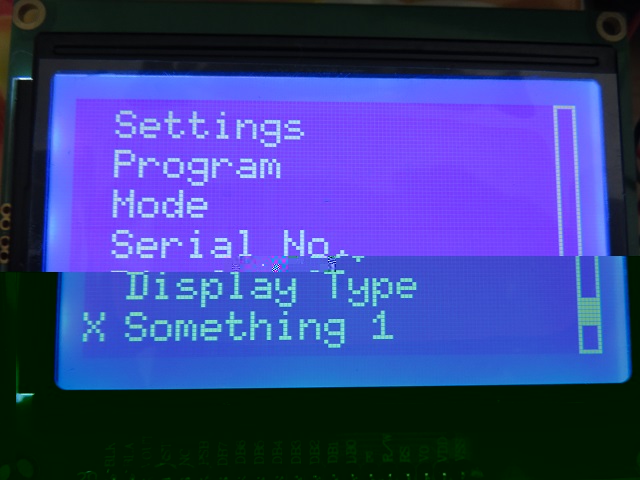 Settings
Program
Mode
Serial No.
Display Type
X Something 1